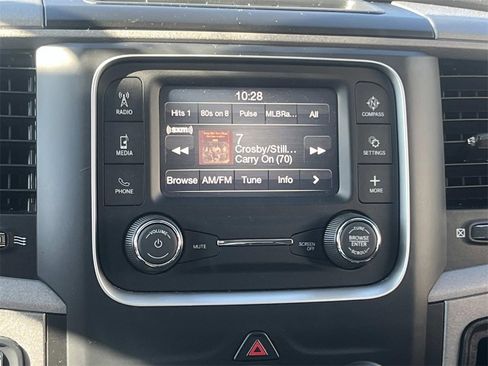 10:28
Hits 1 80s on 8 Pulse MLBRa... All
((SXM))
7
Crosby/Still...
Carry On (70)
Browse AM/FM Tune Info
RADIO
MEDIA
PHONE
COMPASS
SETTINGS
MORE
VOLUME
MUTE
SCREEN
OFF
TUNE
BROWSE
ENTER
SCROLL